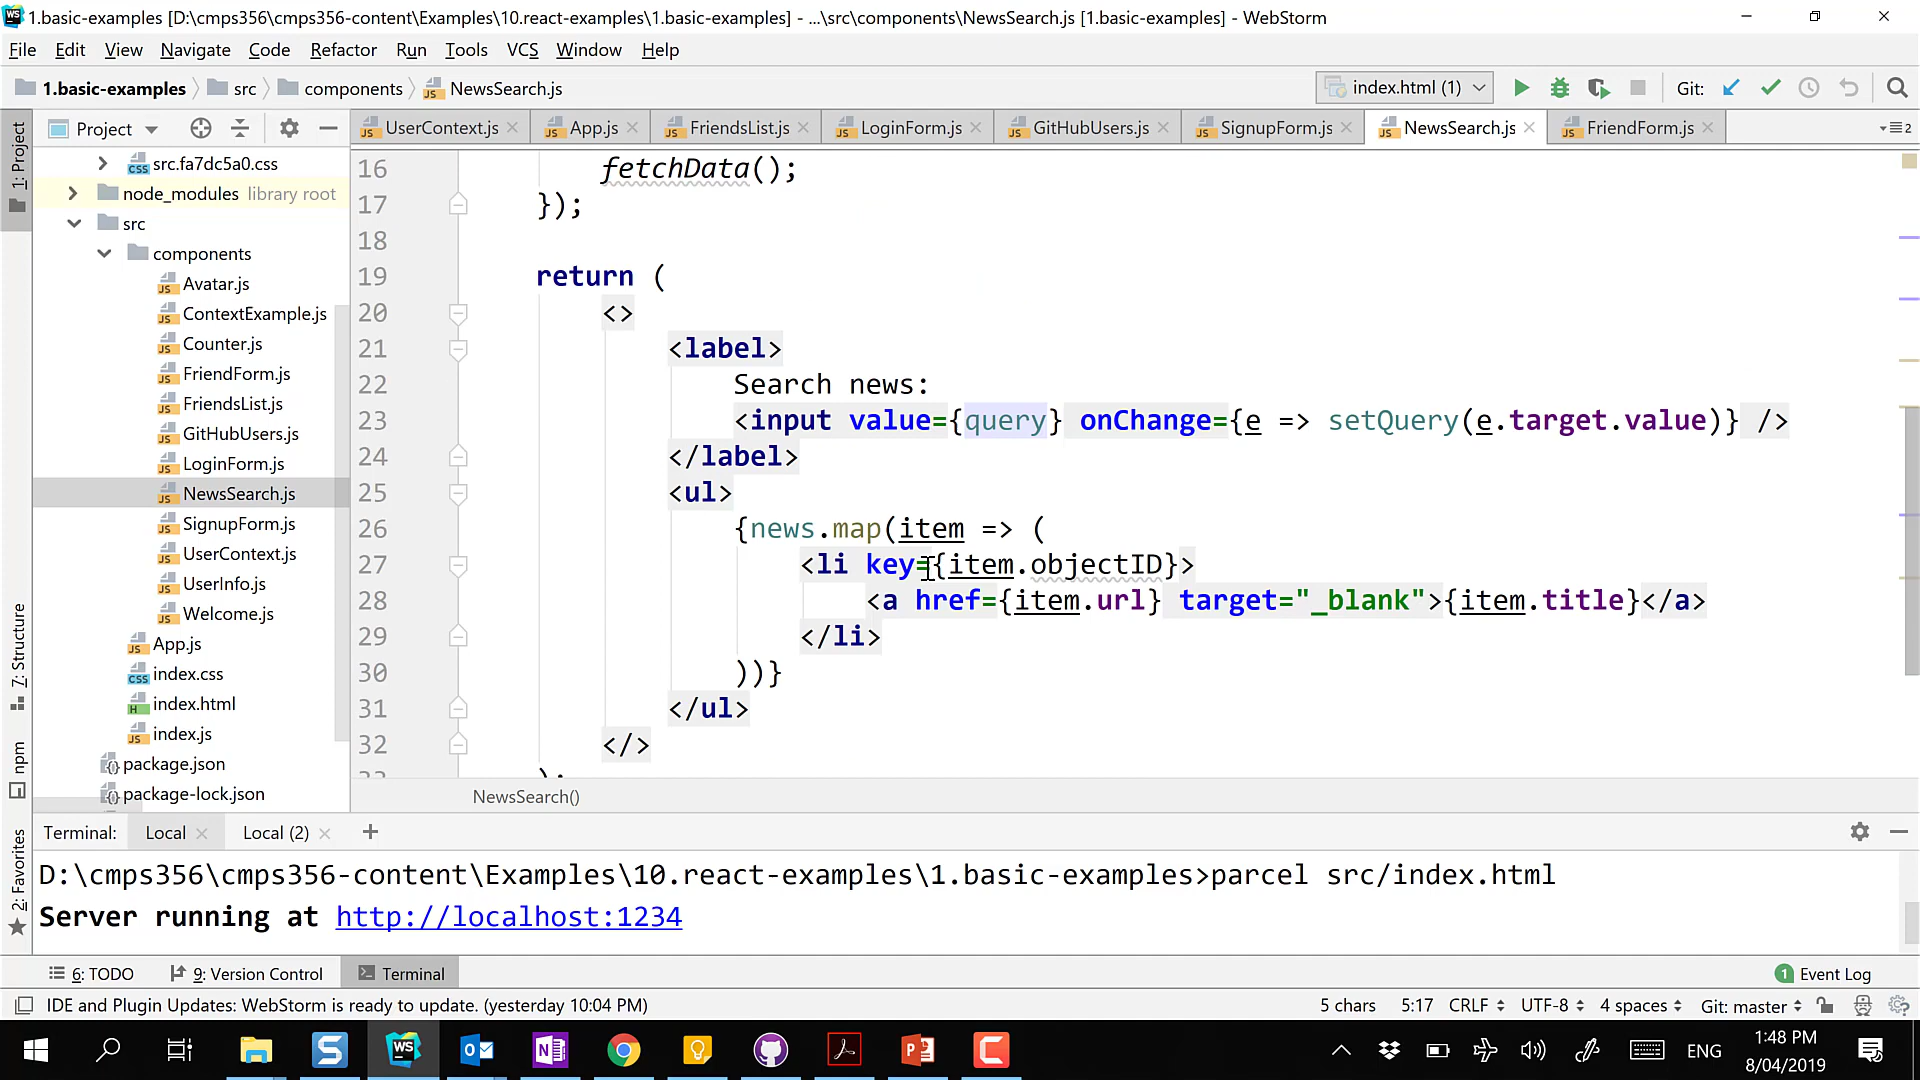 1.basic-examples [D:\cmps356\cmps356-content\Examples\10.react-examples\1.basic-examples] - ...\src\components\NewsSearch.js [1.basic-examples] - WebStorm
File Edit View Navigate Code Refactor Run Tools VCS Window Help
1.basic-examples src components NewsSearch.js index.html (1) Git:
1: Project
Project
UserContext.js App.js FriendsList.js LoginForm.js GitHubUsers.js SignupForm.js NewsSearch.js FriendForm.js 2
src.fa7dc5a0.css
node_modules library root
src
components
Avatar.js
ContextExample.js
Counter.js
FriendForm.js
FriendsList.js
GitHubUsers.js
LoginForm.js
NewsSearch.js
SignupForm.js
UserContext.js
UserInfo.js
Welcome.js
App.js
index.css
index.html
index.js
package.json
package-lock.json
16 fetchData();
17 });
18
19 return (
20 <>
21 <label>
22 Search news:
23 <input value={query} onChange={e => setQuery(e.target.value)} />
24 </label>
25 <ul>
26 {news.map(item => (
27 <li key={item.objectID}>
28 <a href={item.url} target="_blank">{item.title}</a>
29 </li>
30 ))}
31 </ul>
32 </>
33 );
NewsSearch()
7: Structure
npm
2: Favorites
Terminal: Local Local (2)
D:\cmps356\cmps356-content\Examples\10.react-examples\1.basic-examples>parcel src/index.html
Server running at http://localhost:1234
6: TODO 9: Version Control Terminal 1 Event Log
IDE and Plugin Updates: WebStorm is ready to update. (yesterday 10:04 PM) 5 chars 5:17 CRLF UTF-8 4 spaces Git: master
ENG
1:48 PM
8/04/2019